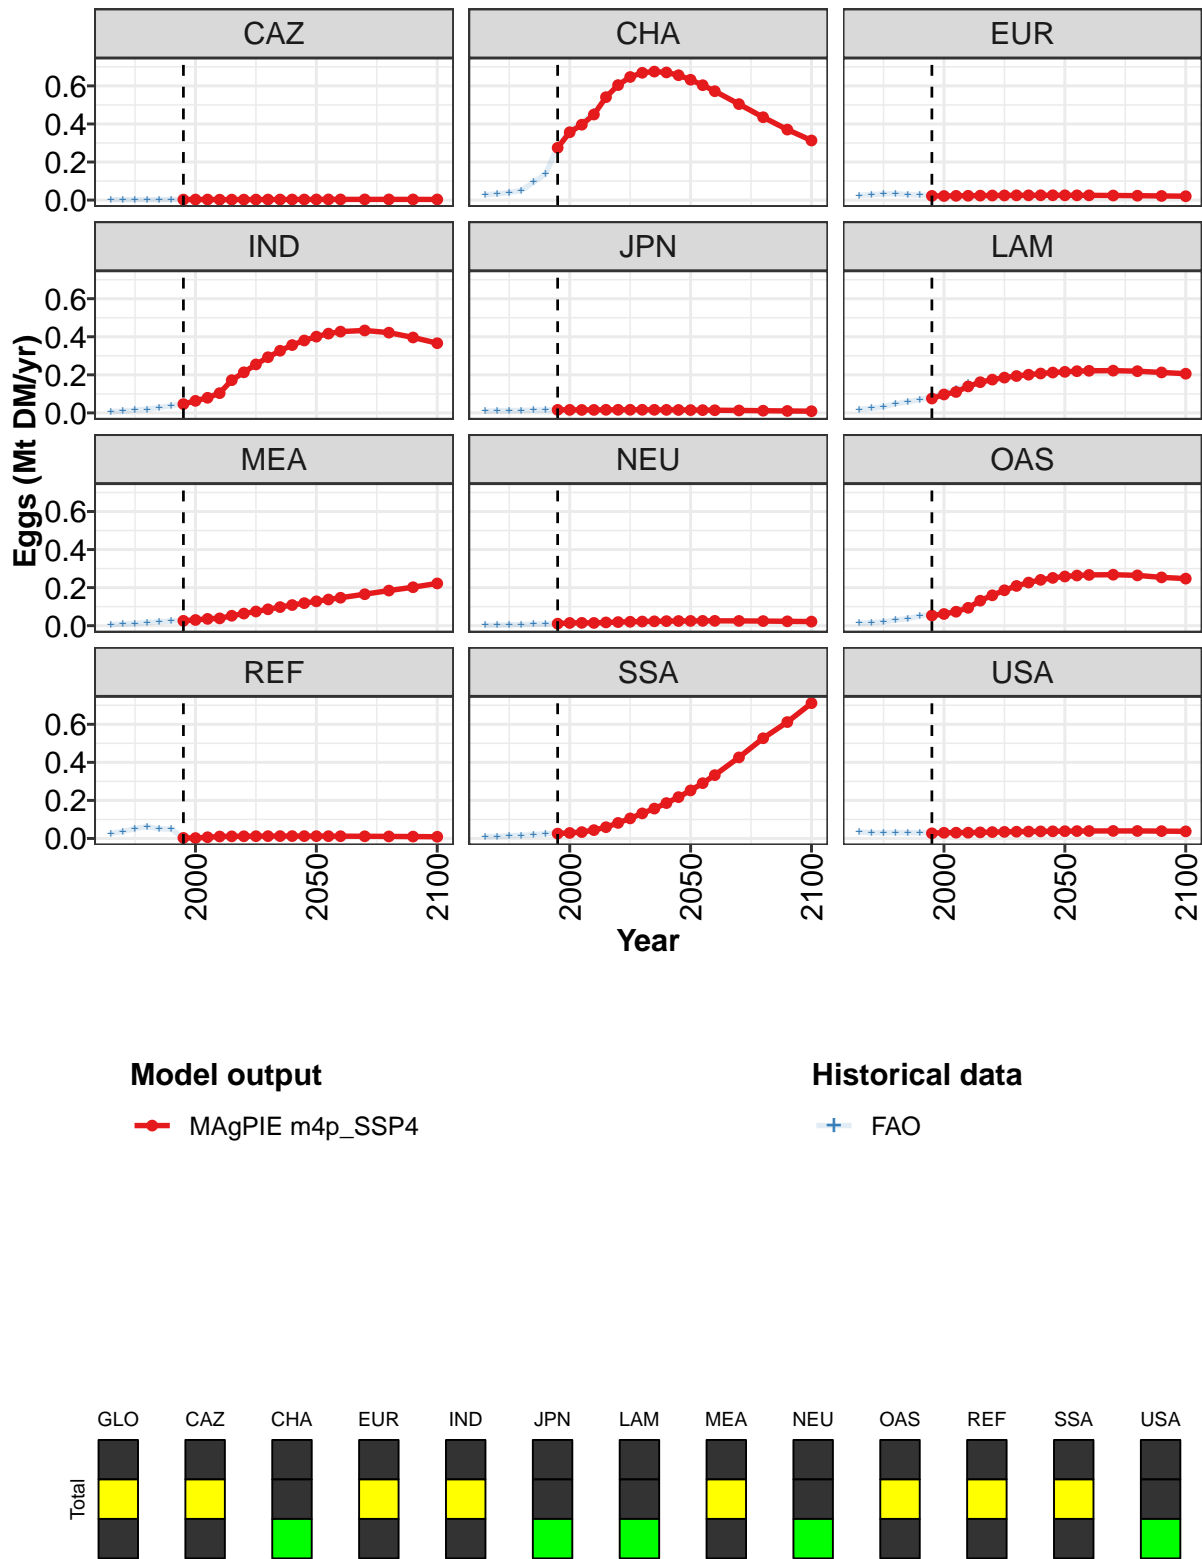 CAZ CHA EUR
0.6
0.4
0.2
0.0
IND JPN LAM
0.6
0.4
0.2
0.0
MEA NEU OAS
0.6
0.4
0.2
0.0
REF SSA USA
0.6
0.4
0.2
0.0
Eggs (Mt DM/yr)
2000 2050 2100 2000 2050 2100 2000 2050 2100
Year
Model output Historical data
MAgPIE m4p_SSP4 FAO
GLO CAZ CHA EUR IND JPN LAM MEA NEU OAS REF SSA USA
Total